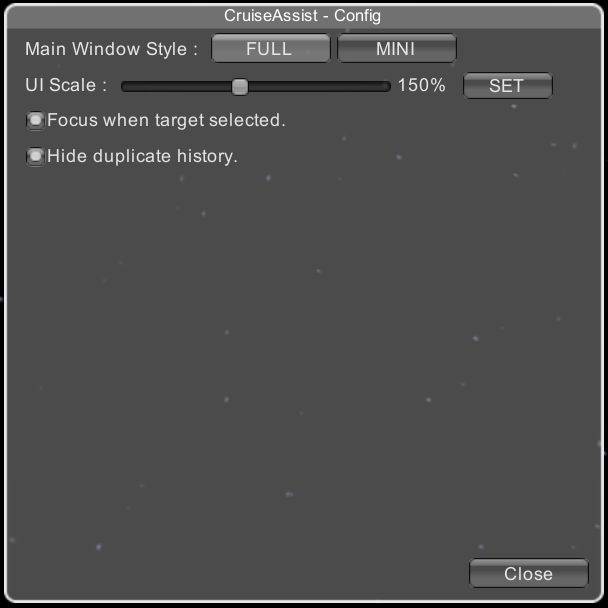 CruiseAssist - Config
Main Window Style : FULL MINI
UI Scale : 150% SET
Focus when target selected.
Hide duplicate history.
Close